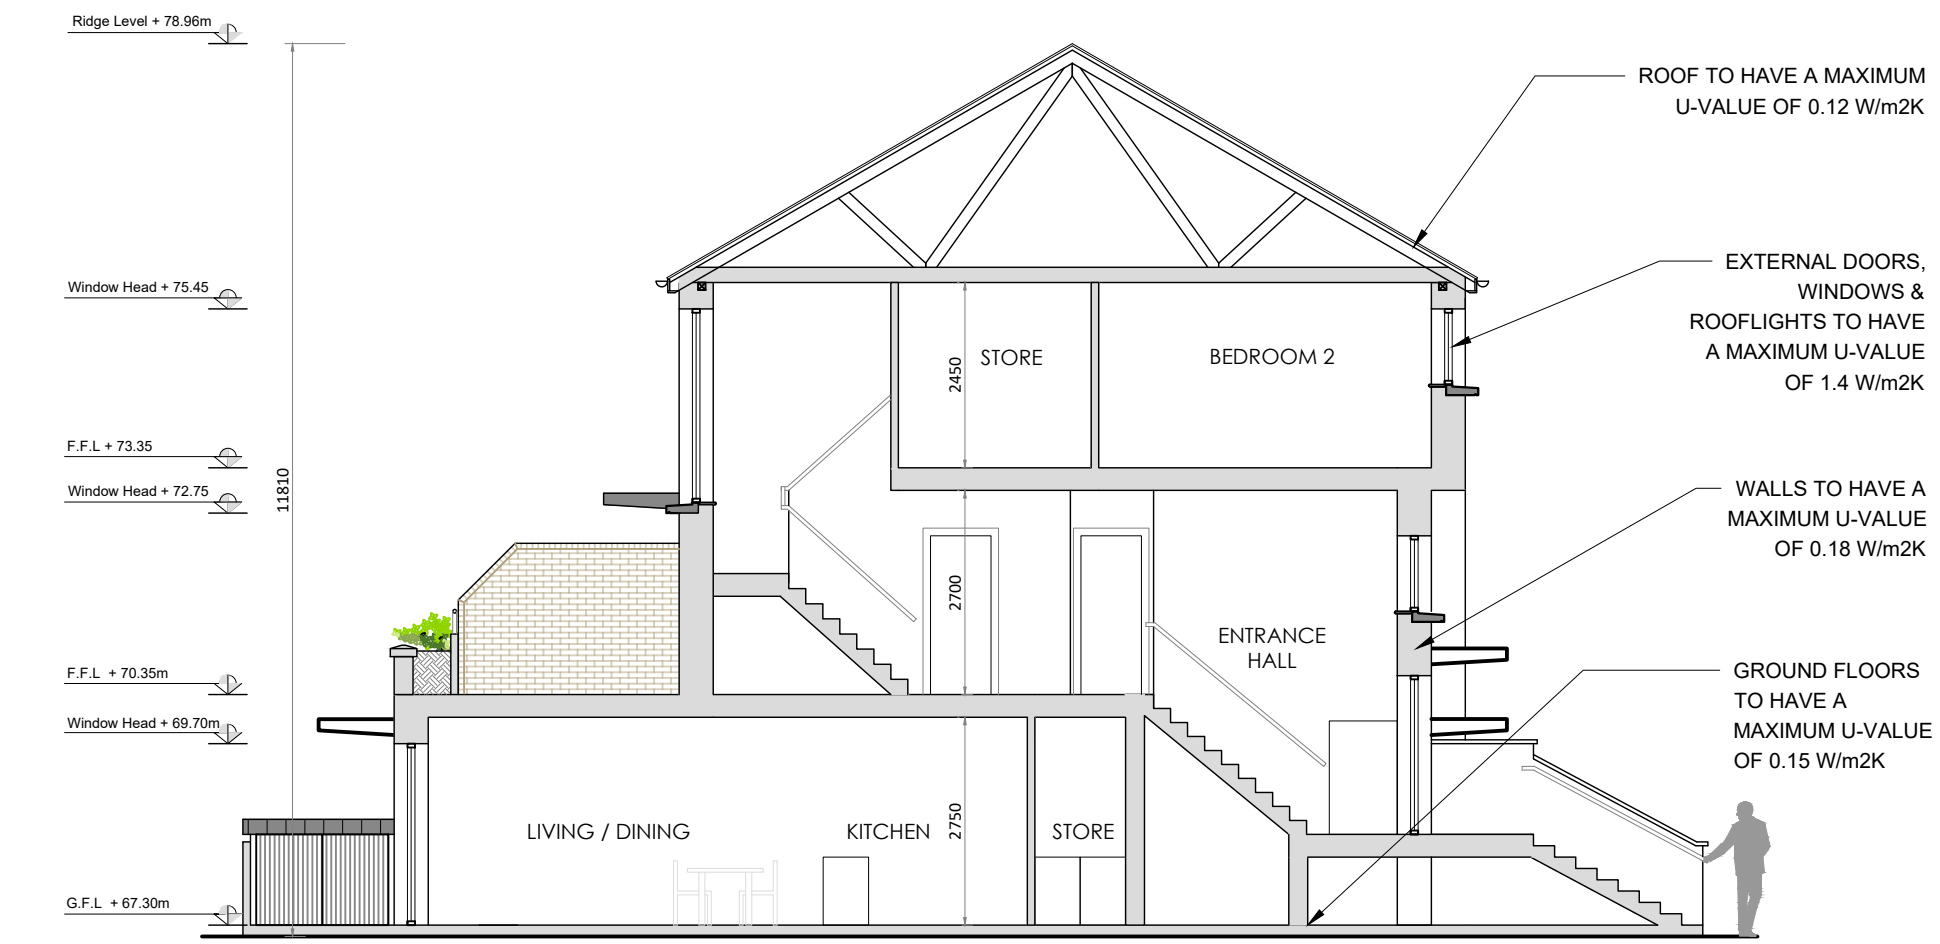 Ridge Level + 78.96m
Window Head + 75.45
F.F.L + 73.35
Window Head + 72.75
F.F.L + 70.35m
Window Head + 69.70m
G.F.L + 67.30m
11810
STORE
BEDROOM 2
2450
2700
ENTRANCE
HALL
LIVING / DINING
KITCHEN
2750
STORE
ROOF TO HAVE A MAXIMUM
U-VALUE OF 0.12 W/m2K
EXTERNAL DOORS,
WINDOWS &
ROOFLIGHTS TO HAVE
A MAXIMUM U-VALUE
OF 1.4 W/m2K
WALLS TO HAVE A
MAXIMUM U-VALUE
OF 0.18 W/m2K
GROUND FLOORS
TO HAVE A
MAXIMUM U-VALUE
OF 0.15 W/m2K